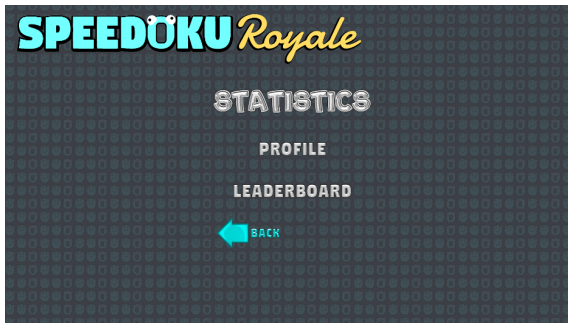 SPEEDOKU Royale
STATISTICS
PROFILE
LEADERBOARD
BACK